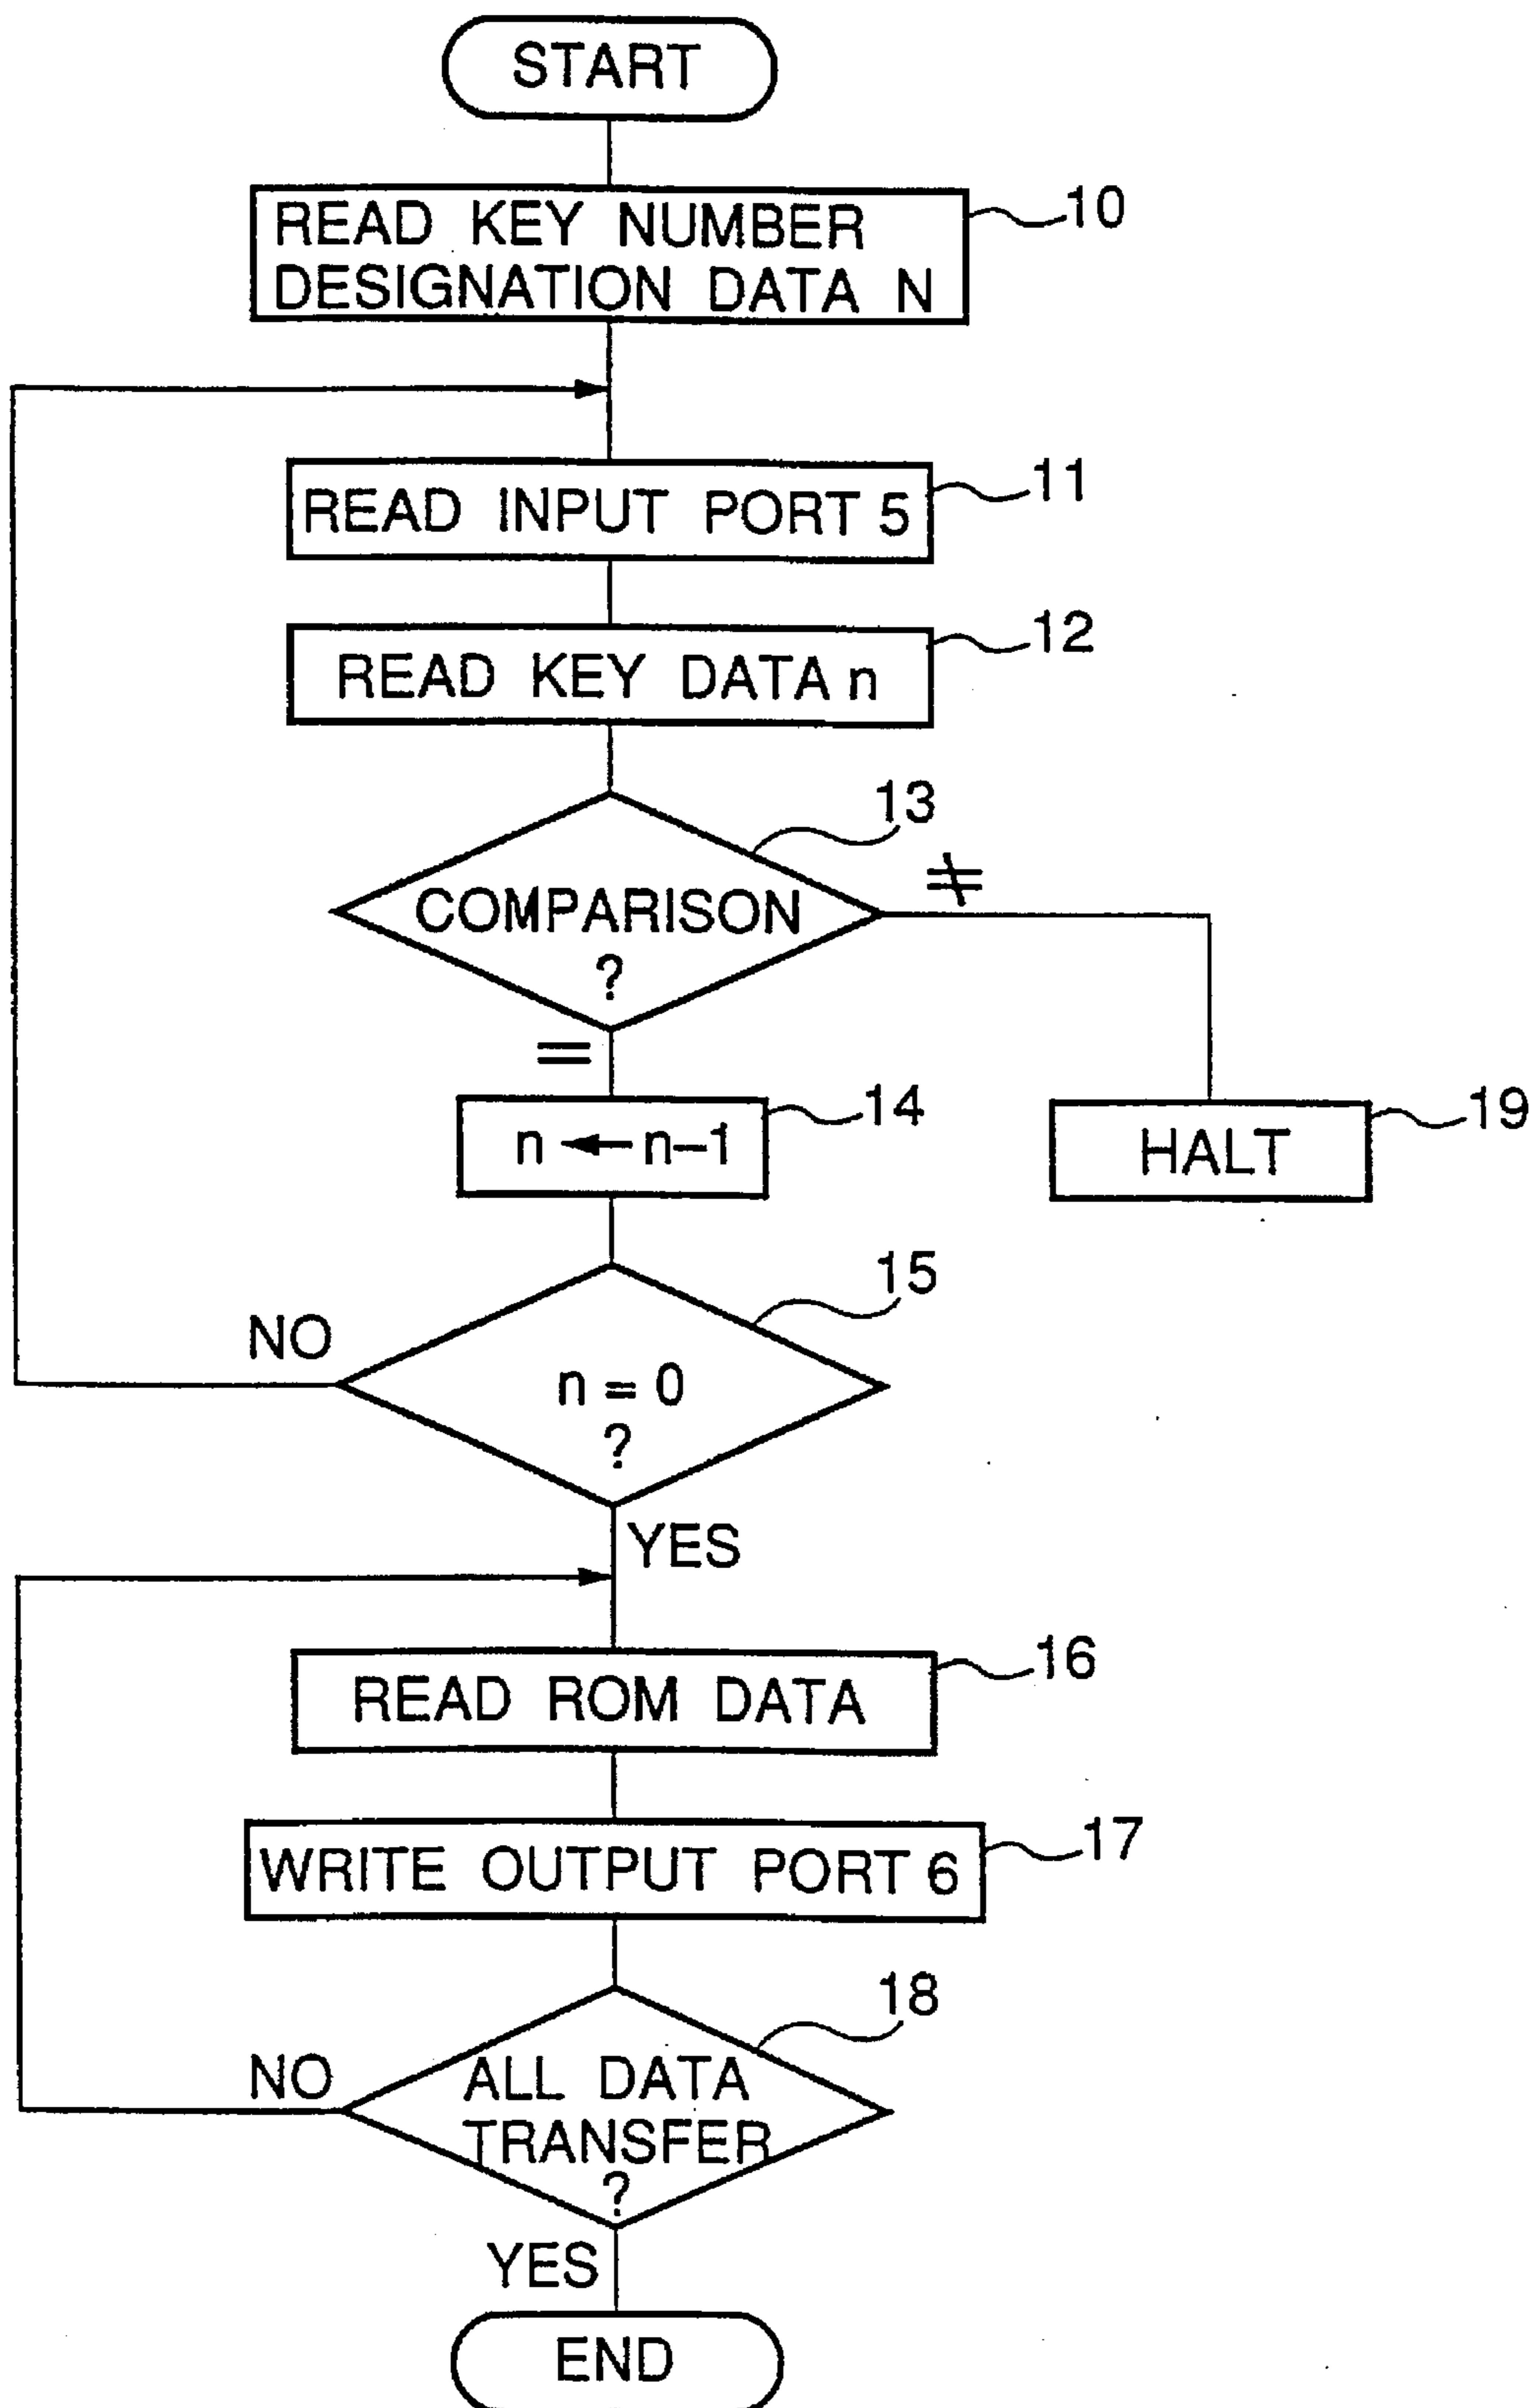 START
READ KEY NUMBER
DESIGNATION DATA N
10
READ INPUT PORT 5
11
READ KEY DATA n
12
13
COMPARISON
?
≠
=
n ← n–1
14
HALT
19
15
NO
n = 0
?
YES
READ ROM DATA
16
WRITE OUTPUT PORT 6
17
18
NO
ALL DATA
TRANSFER
?
YES
END